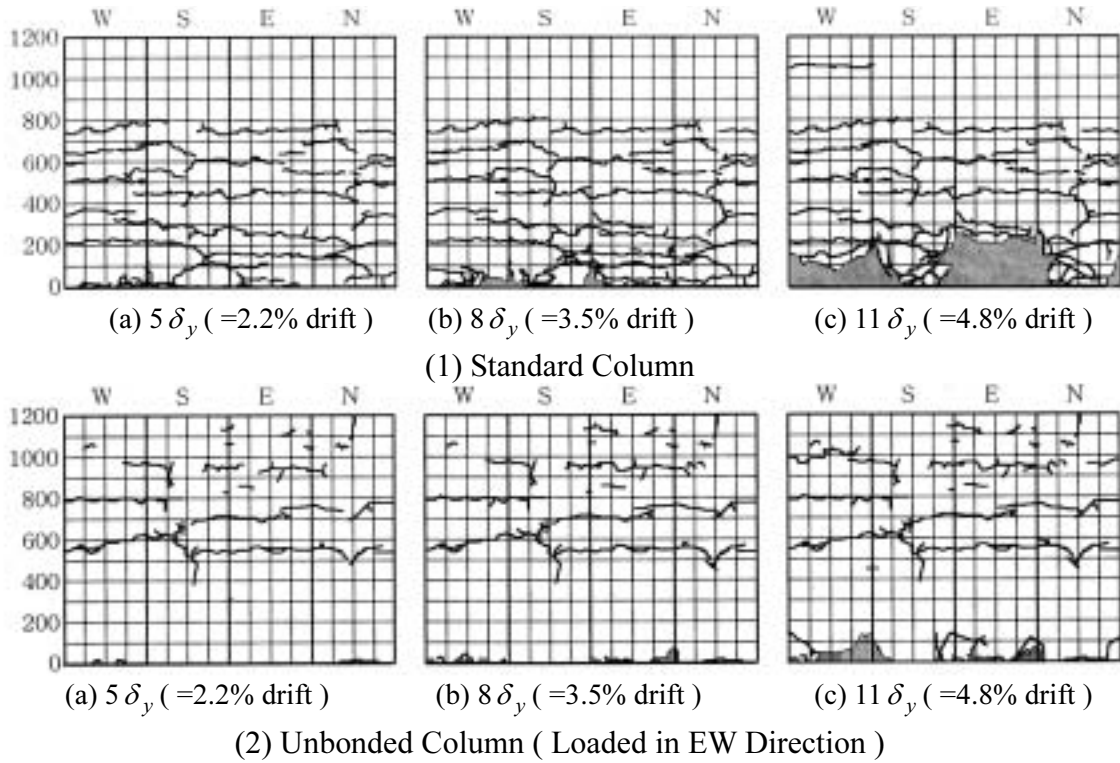 W S E N W S E N W S E N
1200
1000
800
600
400
200
0
(a) 5 δy ( =2.2% drift ) (b) 8 δy ( =3.5% drift ) (c) 11 δy ( =4.8% drift )
(1) Standard Column
W S E N W S E N W S E N
1200
1000
800
600
400
200
0
(a) 5 δy ( =2.2% drift ) (b) 8 δy ( =3.5% drift ) (c) 11 δy ( =4.8% drift )
(2) Unbonded Column ( Loaded in EW Direction )